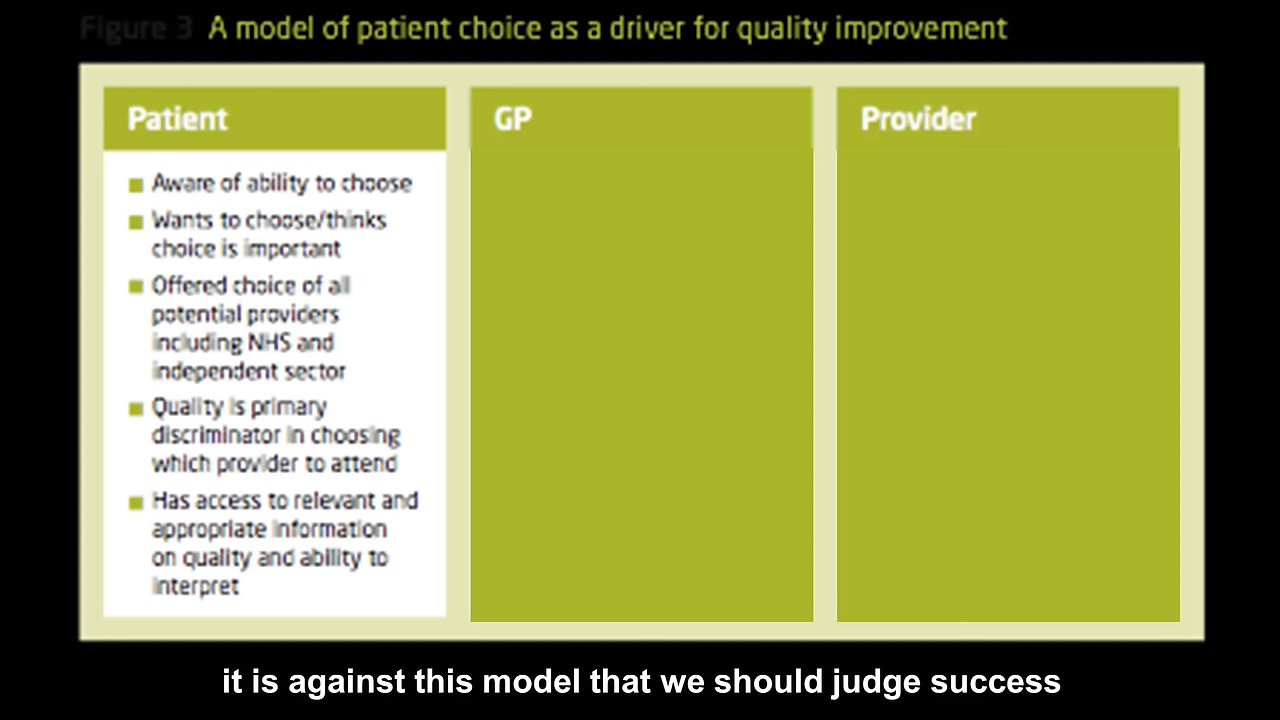 Figure 3 A model of patient choice as a driver for quality improvement
Patient
Aware of ability to choose
Wants to choose/thinks
choice is important
Offered choice of all
potential providers
including NHS and
independent sector
Quality is primary
discriminator in choosing
which provider to attend
Has access to relevant and
appropriate information
on quality and ability to
interpret
GP
Provider
it is against this model that we should judge success